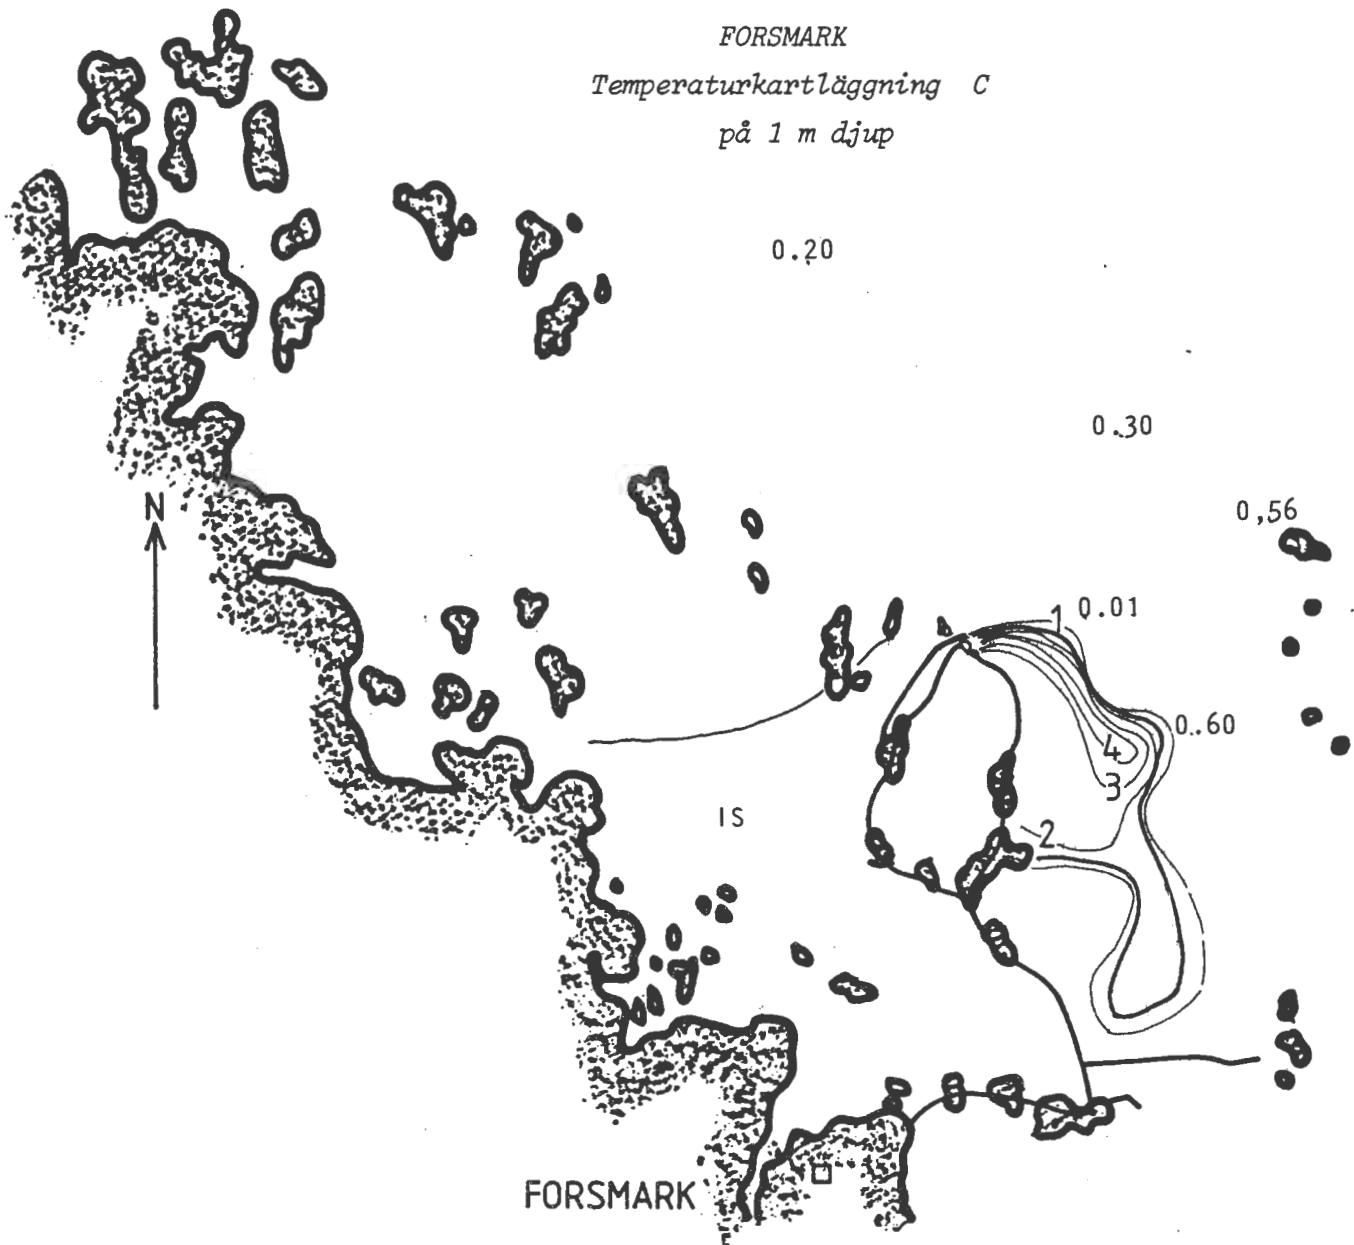 FORSMARK
Temperaturkartläggning C
på 1 m djup
0.20
0.30
0,56
N
1 0.01
0.60
4
3
IS
2
FORSMARK